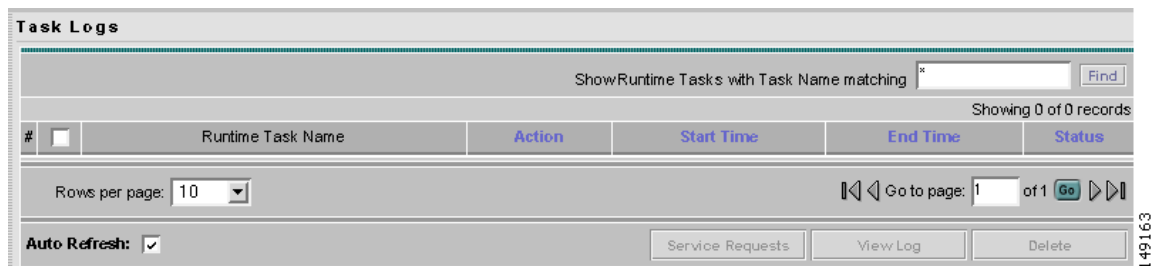 Task Logs
Show Runtime Tasks with Task Name matching * Find
Showing 0 of 0 records
# Runtime Task Name Action Start Time End Time Status
Rows per page: 10 Go to page: 1 of 1 Go
Auto Refresh: Service Requests View Log Delete
149163